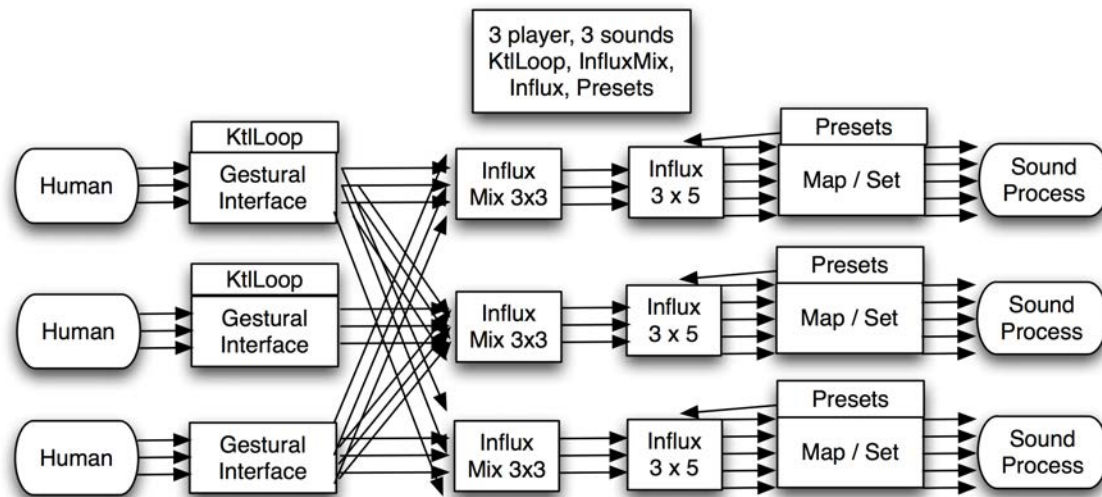 3 player, 3 sounds
KtlLoop, InfluxMix,
Influx, Presets
Human
KtlLoop
Gestural
Interface
Influx
Mix 3x3
Influx
3 x 5
Presets
Map / Set
Sound
Process
Human
KtlLoop
Gestural
Interface
Influx
Mix 3x3
Influx
3 x 5
Presets
Map / Set
Sound
Process
Human
Gestural
Interface
Influx
Mix 3x3
Influx
3 x 5
Presets
Map / Set
Sound
Process